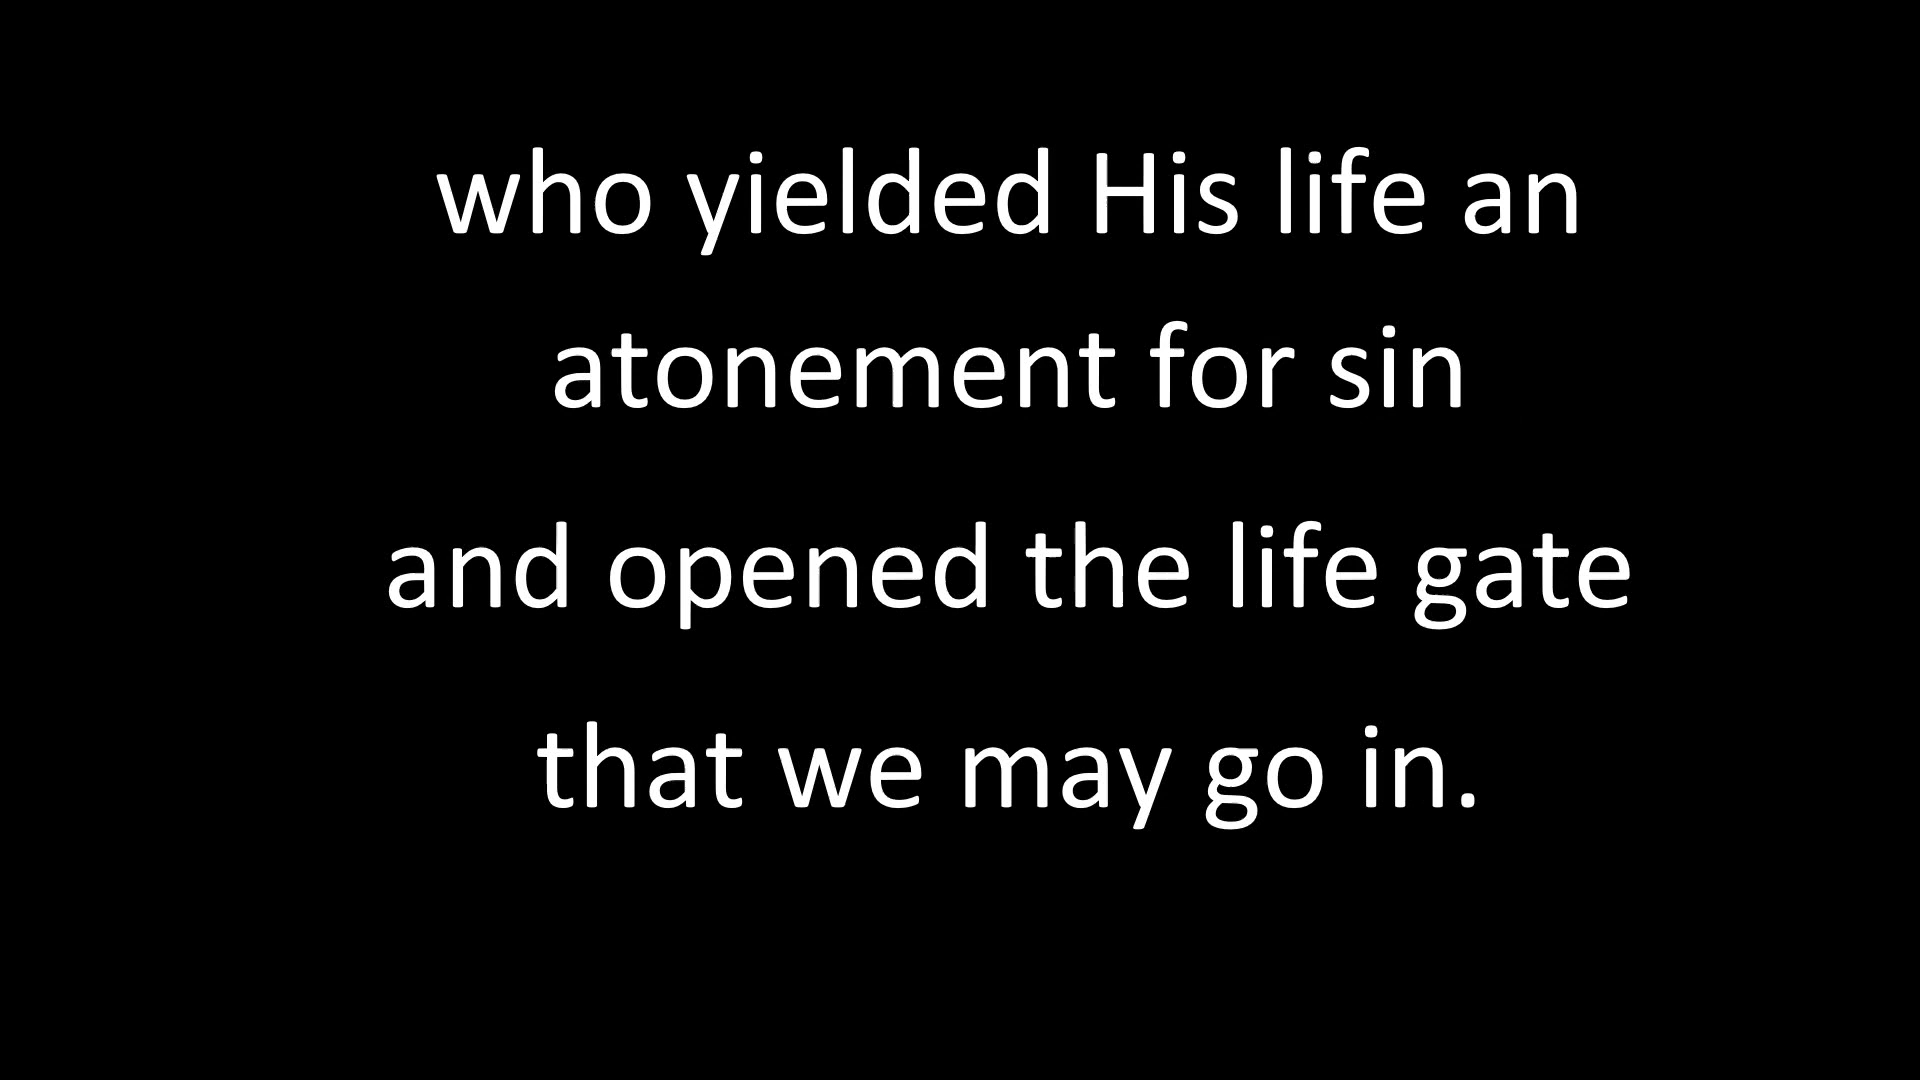 who yielded His life an
atonement for sin
and opened the life gate
that we may go in.